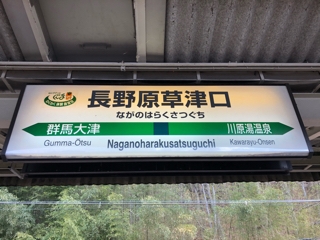 長野原草津口
ながのはらくさつぐち
群馬大津
川原湯温泉
Gumma-Ōtsu
Naganoharakusatsuguchi
Kawarayu-Onsen